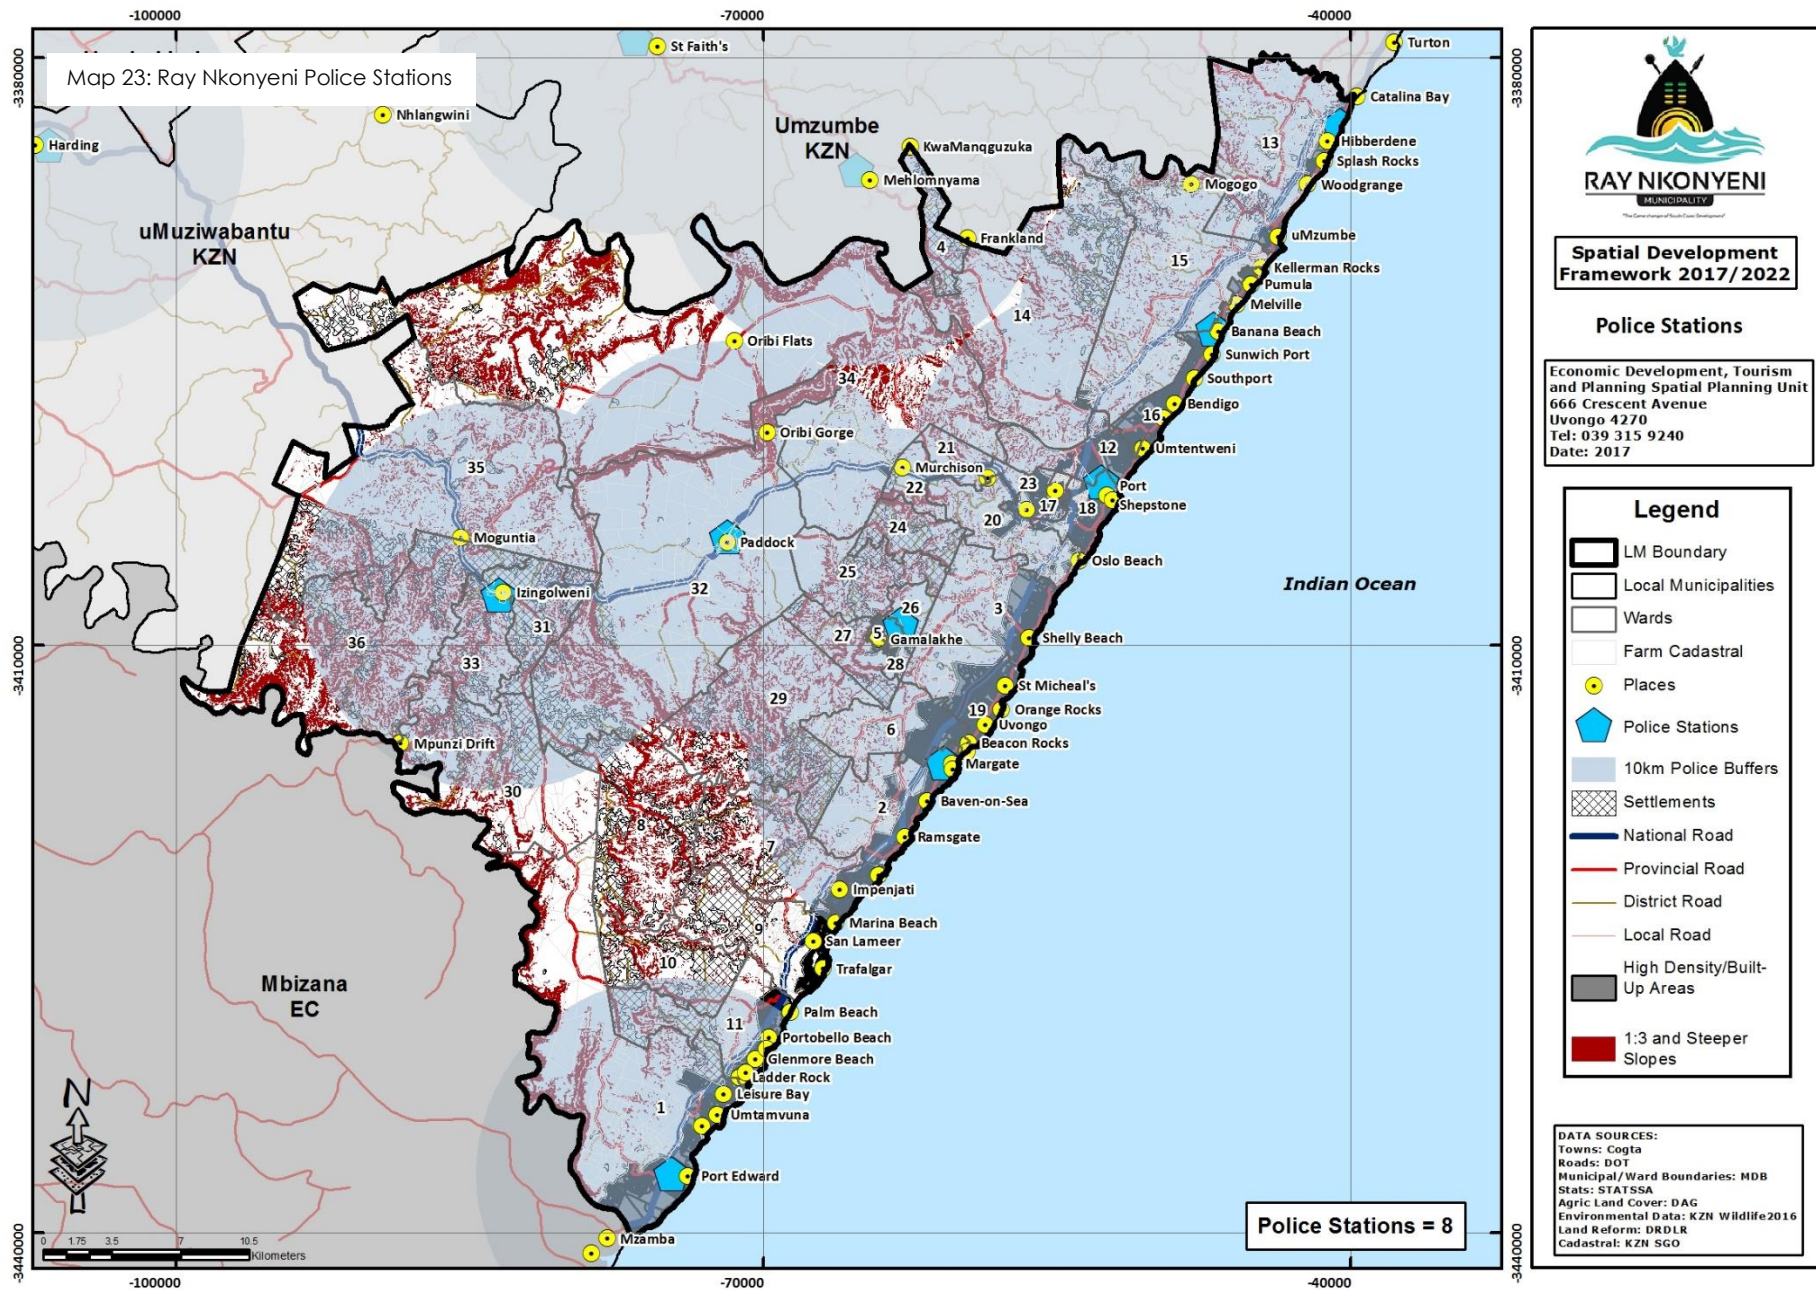 -100000
-70000
-40000
Map 23: Ray Nkonyeni Police Stations
St Faith's
Turton
-3380000
-3380000
Catalina Bay
Nhlangwini
Harding
Umzumbe
KZN
KwaManqguzuka
13
Hibberdene
Splash Rocks
Mehlomnyama
Mogogo
Woodgrange
uMuziwabantu
KZN
4
Frankland
uMzumbe
15
Kellerman Rocks
Pumula
Melville
14
Banana Beach
Oribi Flats
Sunwich Port
34
Southport
Bendigo
16
Oribi Gorge
21
12
Umtentweni
35
Murchison
22
23
Port
Shepstone
17
18
20
24
Moguntia
Paddock
Oslo Beach
25
Indian Ocean
Izingolweni
32
26
3
31
27
5
Gamalakhe
Shelly Beach
-3410000
-3410000
36
33
28
St Micheal's
29
19
Orange Rocks
Uvongo
6
Beacon Rocks
Mpunzi Drift
Margate
30
2
Baven-on-Sea
8
Ramsgate
7
Impenjati
Marina Beach
9
San Lameer
10
Trafalgar
Mbizana
EC
Palm Beach
11
Portobello Beach
Glenmore Beach
Ladder Rock
Leisure Bay
1
Umtamvuna
N
Port Edward
Police Stations = 8
Mzamba
-3440000
-3440000
0 1.75 3.5 7 10.5
Kilometers
-100000
-70000
-40000
RAY NKONYENI
MUNICIPALITY
Spatial Development
Framework 2017/2022
Police Stations
Economic Development, Tourism
and Planning Spatial Planning Unit
666 Crescent Avenue
Uvongo 4270
Tel: 039 315 9240
Date: 2017
Legend
LM Boundary
Local Municipalities
Wards
Farm Cadastral
Places
Police Stations
10km Police Buffers
Settlements
National Road
Provincial Road
District Road
Local Road
High Density/Built-
Up Areas
1:3 and Steeper
Slopes
DATA SOURCES:
Towns: Cogta
Roads: DOT
Municipal/Ward Boundaries: MDB
Stats: STATSSA
Agric Land Cover: DAG
Environmental Data: KZN Wildlife2016
Land Reform: DRDLR
Cadastral: KZN SGO